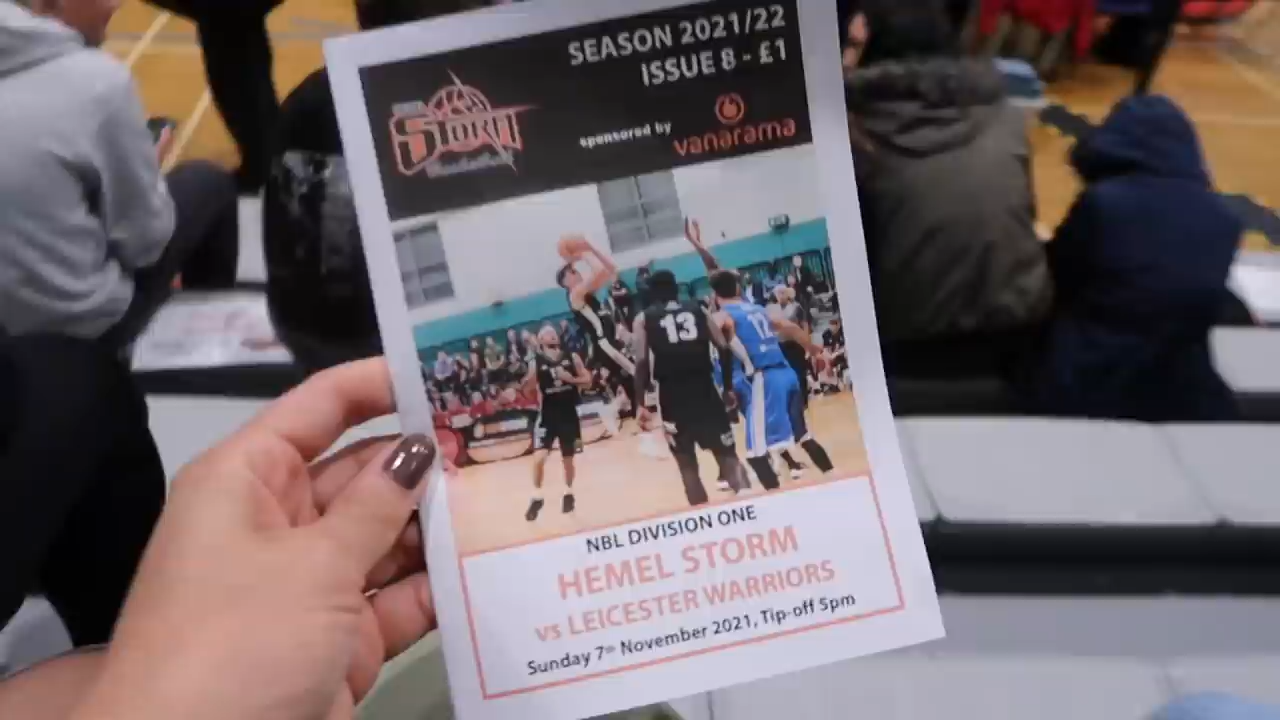 SEASON 2021/22
ISSUE 8 - £1
STORM
Basketball
sponsored by
vanarama
13
12
NBL DIVISION ONE
HEMEL STORM
vs LEICESTER WARRIORS
Sunday 7th November 2021, Tip-off 5pm